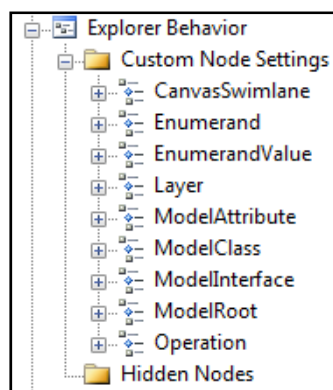 Explorer Behavior
Custom Node Settings
CanvasSwimlane
Enumerand
EnumerandValue
Layer
ModelAttribute
ModelClass
ModelInterface
ModelRoot
Operation
Hidden Nodes